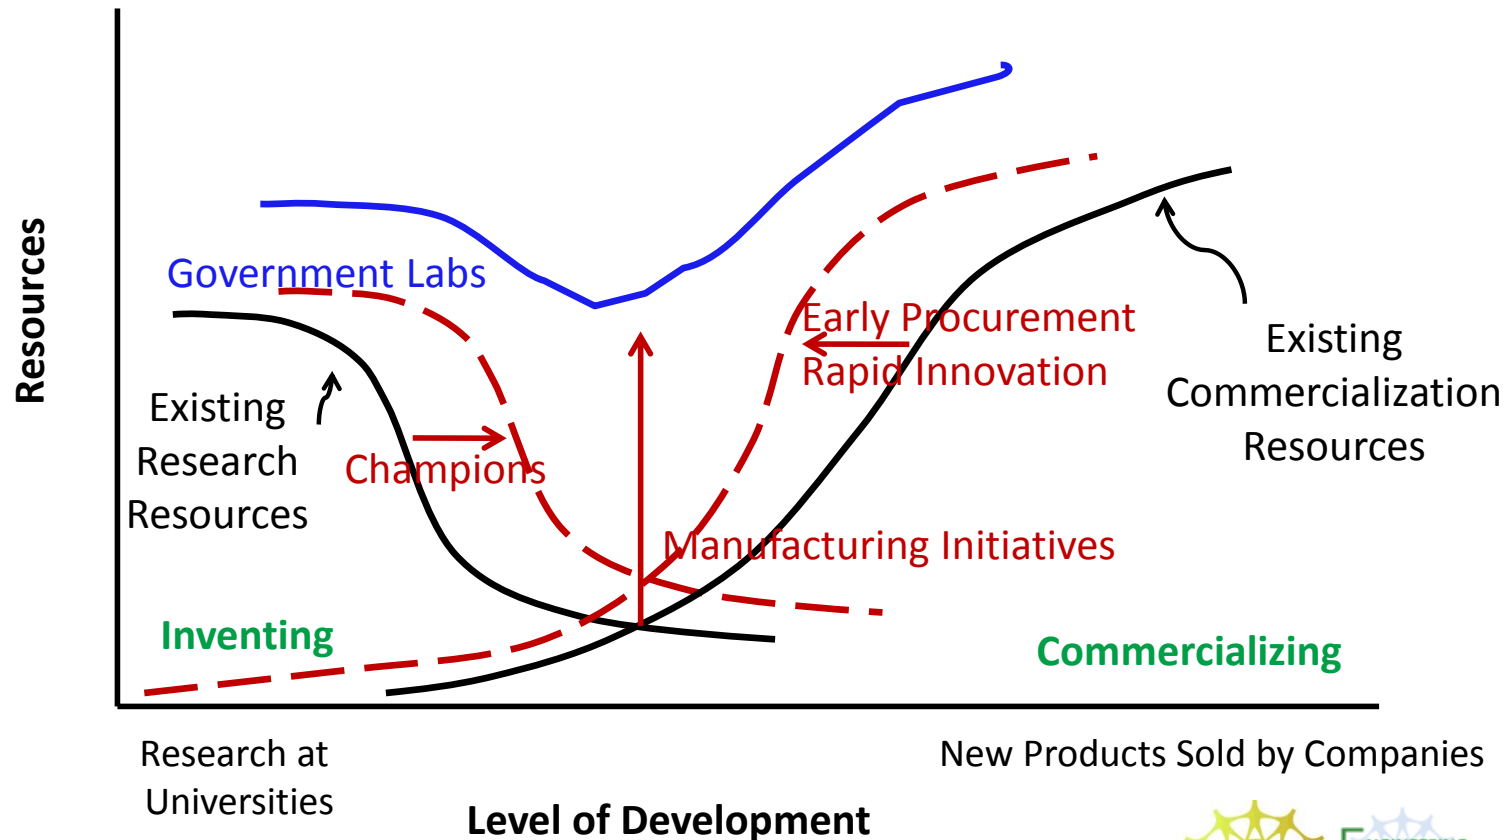 Resources
Government Labs
Early Procurement
Rapid Innovation
Existing
Commercialization
Resources
Existing
Research
Resources
Champions
Manufacturing Initiatives
Inventing
Commercializing
Research at
Universities
New Products Sold by Companies
Level of Development